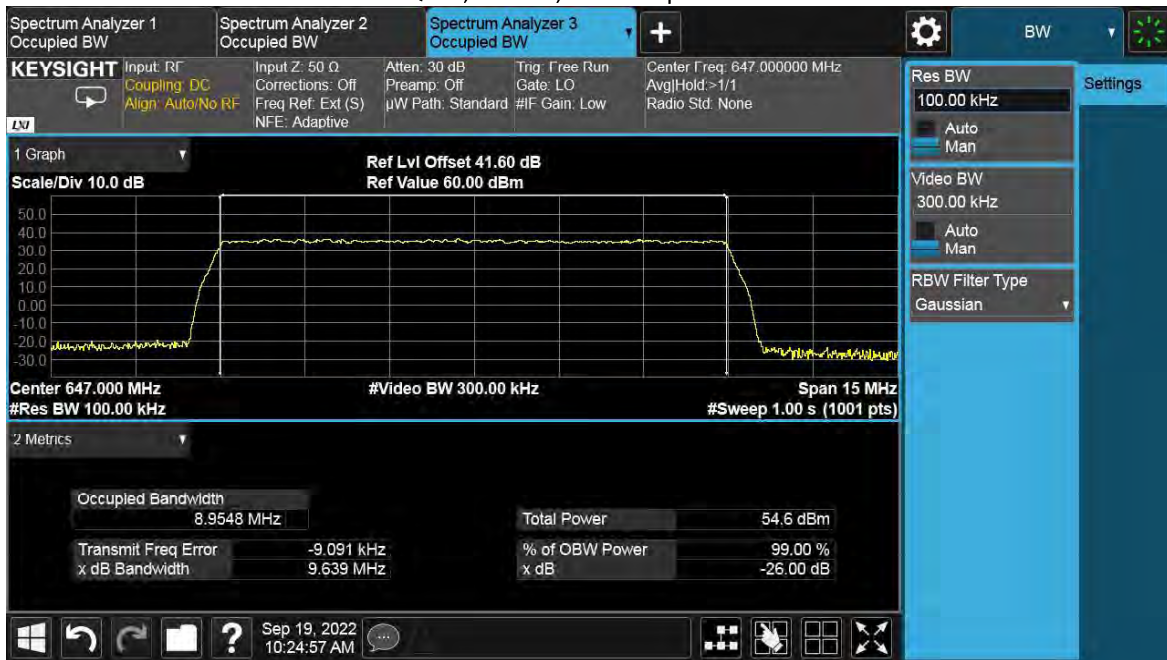 Spectrum Analyzer 1
Occupied BW
Spectrum Analyzer 2
Occupied BW
Spectrum Analyzer 3
Occupied BW
BW
KEYSIGHT
LXI
Input: RF
Coupling: DC
Align: Auto/No RF
Input Z: 50 Ω
Corrections: Off
Freq Ref: Ext (S)
NFE: Adaptive
Atten: 30 dB
Preamp: Off
µW Path: Standard
Trig: Free Run
Gate: LO
#IF Gain: Low
Center Freq: 647.000000 MHz
Avg|Hold:>1/1
Radio Std: None
Res BW
100.00 kHz
Auto
Man
Settings
Video BW
300.00 kHz
Auto
Man
RBW Filter Type
Gaussian
1 Graph
Scale/Div 10.0 dB
Ref Lvl Offset 41.60 dB
Ref Value 60.00 dBm
50.0
40.0
30.0
20.0
10.0
0.00
-10.0
-20.0
-30.0
Center 647.000 MHz
#Video BW 300.00 kHz
Span 15 MHz
#Res BW 100.00 kHz
#Sweep 1.00 s (1001 pts)
2 Metrics
Occupied Bandwidth
8.9548 MHz
Total Power 54.6 dBm
Transmit Freq Error -9.091 kHz
% of OBW Power 99.00 %
x dB Bandwidth 9.639 MHz
x dB -26.00 dB
?
Sep 19, 2022
10:24:57 AM